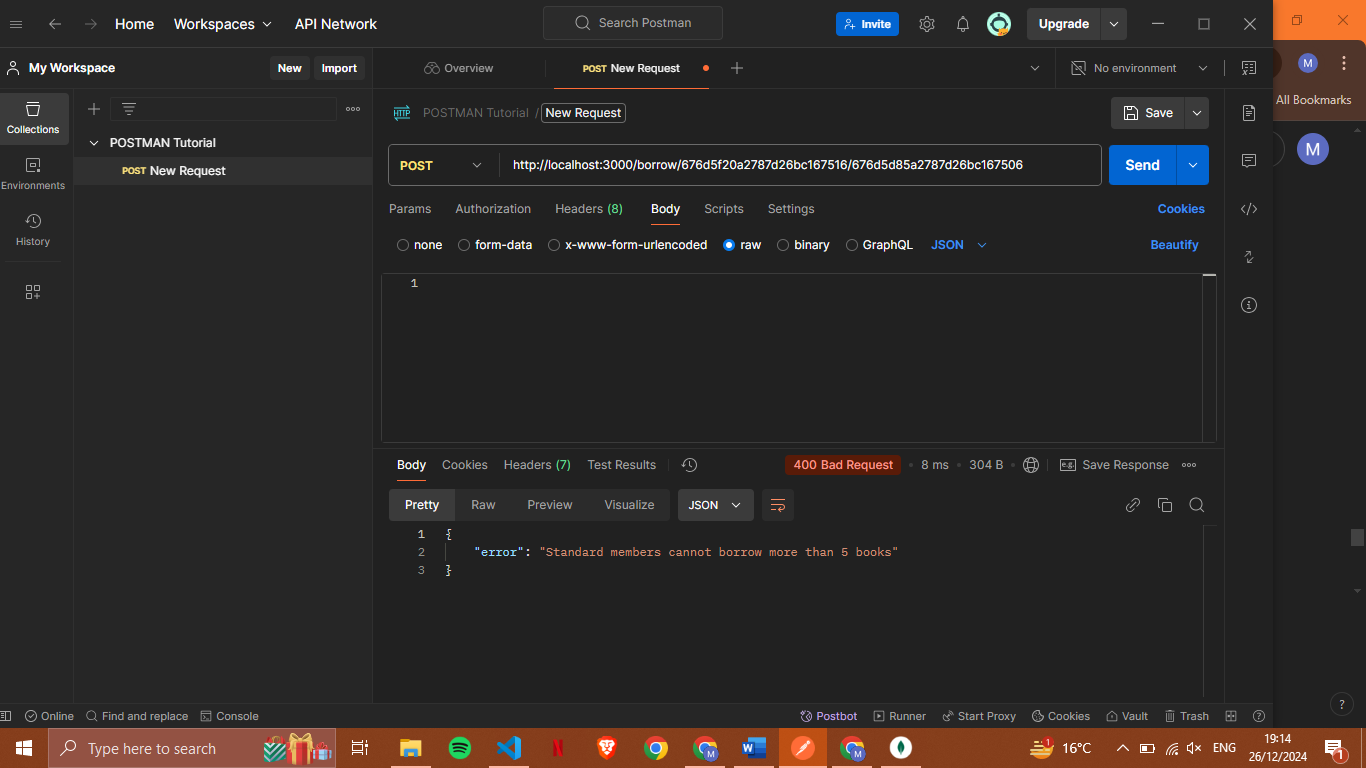 Home Workspaces API Network Search Postman Invite Upgrade
My Workspace New Import Overview POST New Request No environment
M
All Bookmarks
Collections
POSTMAN Tutorial
HTTP POSTMAN Tutorial / New Request Save
M
POST New Request
Environments
POST http://localhost:3000/borrow/676d5f20a2787d26bc167516/676d5d85a2787d26bc167506 Send
History
Params Authorization Headers (8) Body Scripts Settings Cookies
none form-data x-www-form-urlencoded raw binary GraphQL JSON Beautify
1
Body Cookies Headers (7) Test Results 400 Bad Request • 8 ms • 304 B • e.g. Save Response
Pretty Raw Preview Visualize JSON
1 {
2 "error": "Standard members cannot borrow more than 5 books"
3 }
?
Online Find and replace Console Postbot Runner Start Proxy Cookies Vault Trash
Type here to search
M
M
16°C ENG 19:14
26/12/2024
1